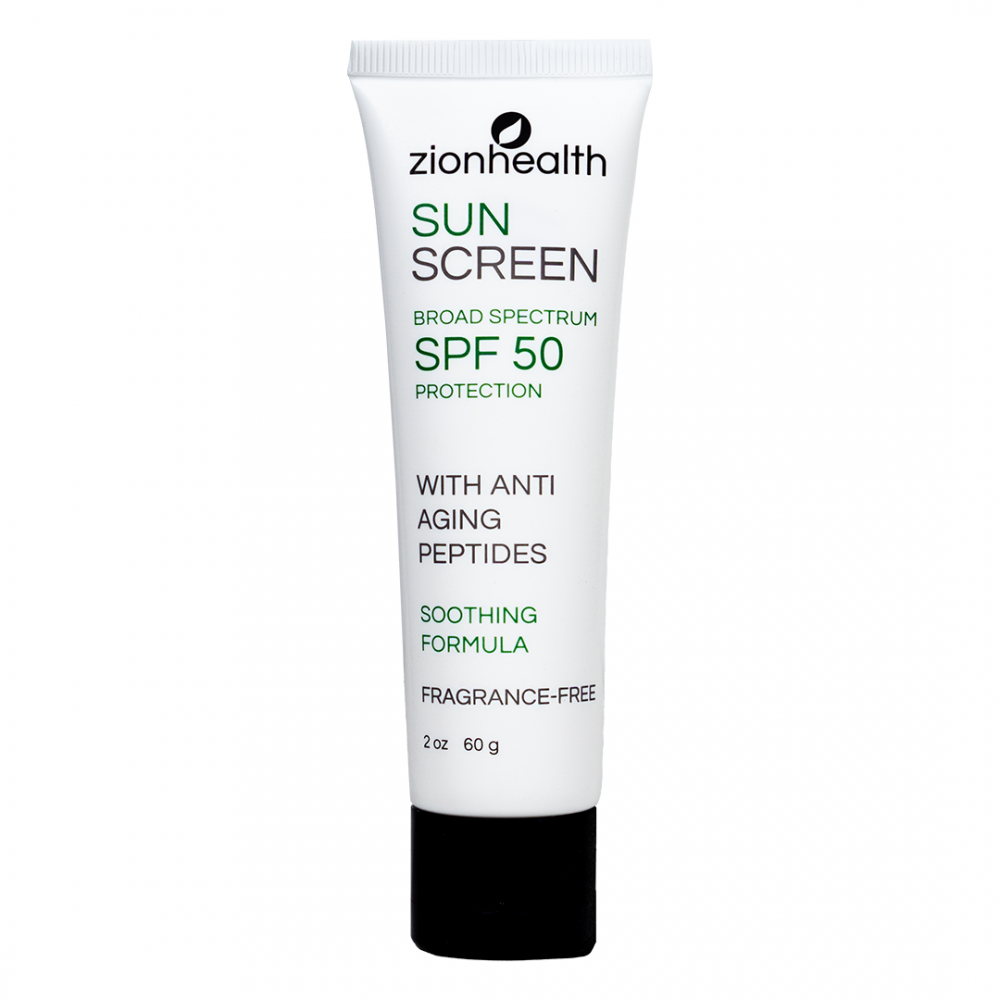 zionhealth
SUN
SCREEN
BROAD SPECTRUM
SPF 50
PROTECTION
WITH ANTI
AGING
PEPTIDES
SOOTHING
FORMULA
FRAGRANCE-FREE
2 oz 60 g